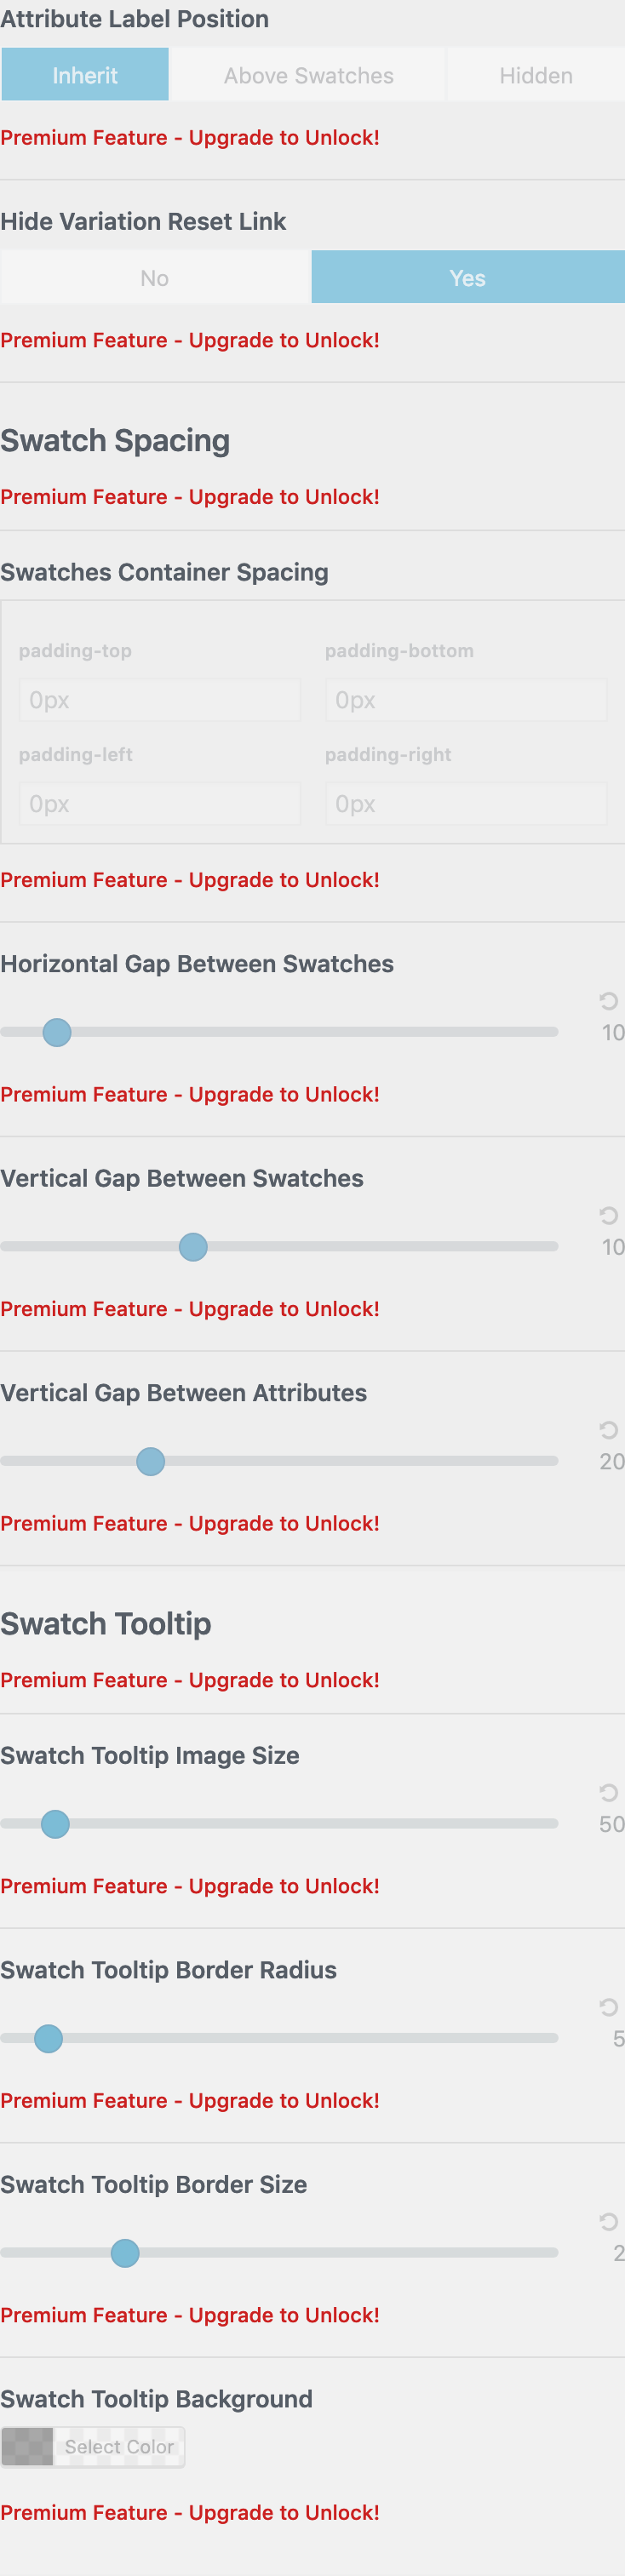 Attribute Label Position
Inherit Above Swatches Hidden
Premium Feature - Upgrade to Unlock!
Hide Variation Reset Link
No Yes
Premium Feature - Upgrade to Unlock!
Swatch Spacing
Premium Feature - Upgrade to Unlock!
Swatches Container Spacing
padding-top padding-bottom
0px 0px
padding-left padding-right
0px 0px
Premium Feature - Upgrade to Unlock!
Horizontal Gap Between Swatches
10
Premium Feature - Upgrade to Unlock!
Vertical Gap Between Swatches
10
Premium Feature - Upgrade to Unlock!
Vertical Gap Between Attributes
20
Premium Feature - Upgrade to Unlock!
Swatch Tooltip
Premium Feature - Upgrade to Unlock!
Swatch Tooltip Image Size
50
Premium Feature - Upgrade to Unlock!
Swatch Tooltip Border Radius
5
Premium Feature - Upgrade to Unlock!
Swatch Tooltip Border Size
2
Premium Feature - Upgrade to Unlock!
Swatch Tooltip Background
Select Color
Premium Feature - Upgrade to Unlock!